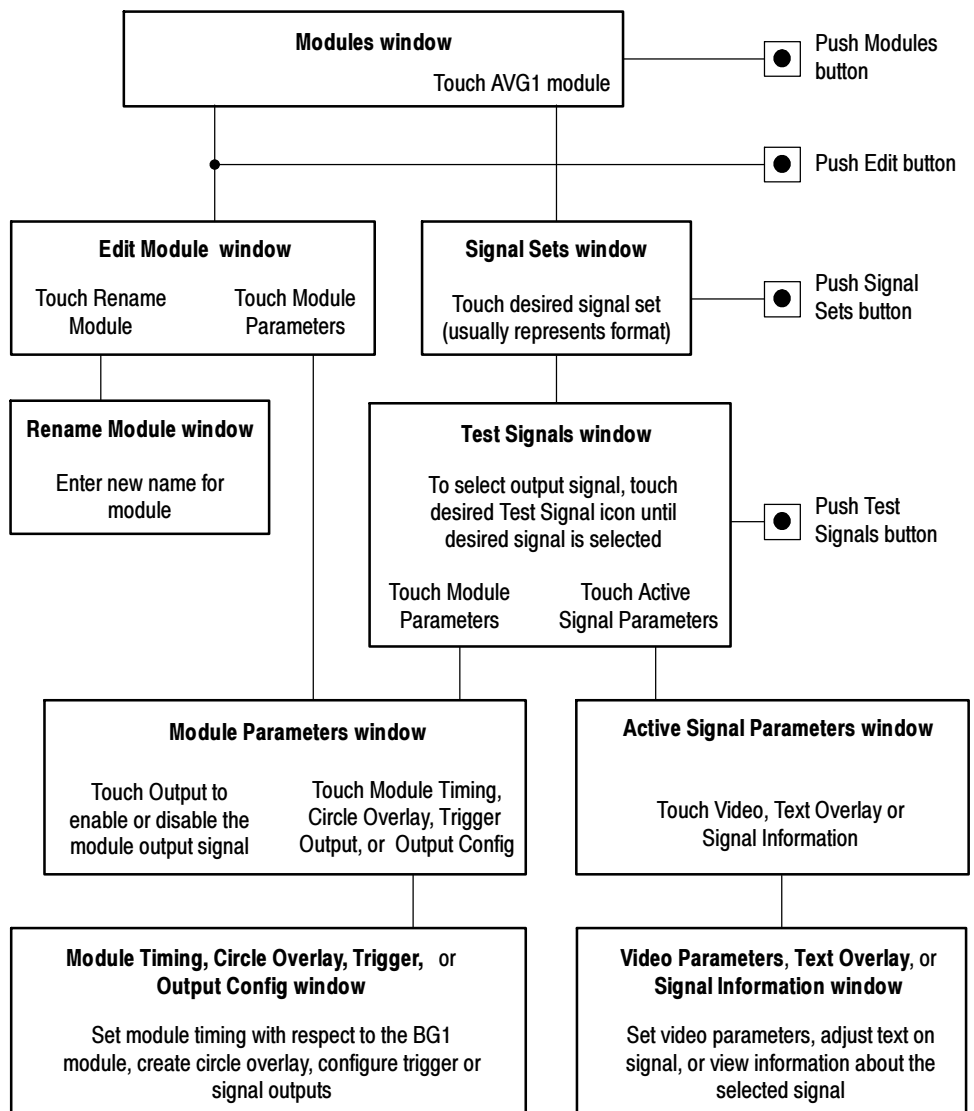 Modules window
Touch AVG1 module
Push Modules
button
Push Edit button
Edit Module window
Touch Rename
Module
Touch Module
Parameters
Signal Sets window
Touch desired signal set
(usually represents format)
Push Signal
Sets button
Rename Module window
Enter new name for
module
Test Signals window
To select output signal, touch
desired Test Signal icon until
desired signal is selected
Touch Module
Parameters
Touch Active
Signal Parameters
Push Test
Signals button
Module Parameters window
Touch Output to
enable or disable the
module output signal
Touch Module Timing,
Circle Overlay, Trigger
Output, or Output Config
Active Signal Parameters window
Touch Video, Text Overlay or
Signal Information
Module Timing, Circle Overlay, Trigger, or
Output Config window
Set module timing with respect to the BG1
module, create circle overlay, configure trigger or
signal outputs
Video Parameters, Text Overlay, or
Signal Information window
Set video parameters, adjust text on
signal, or view information about the
selected signal